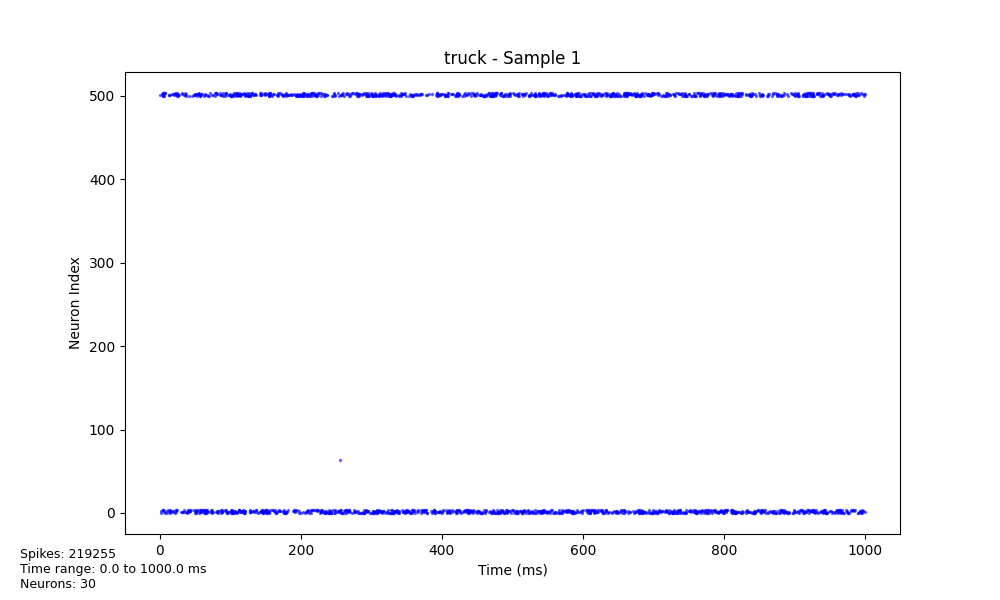 truck - Sample 1
Neuron Index
500
400
300
200
100
0
0 200 400 600 800 1000
Time (ms)
Spikes: 219255
Time range: 0.0 to 1000.0 ms
Neurons: 30